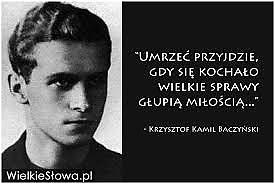 "Umrzeć przyjdzie,
gdy się kochało
wielkie sprawy
głupią miłością..."
- Krzysztof Kamil Baczyński
WielkieSłowa.pl